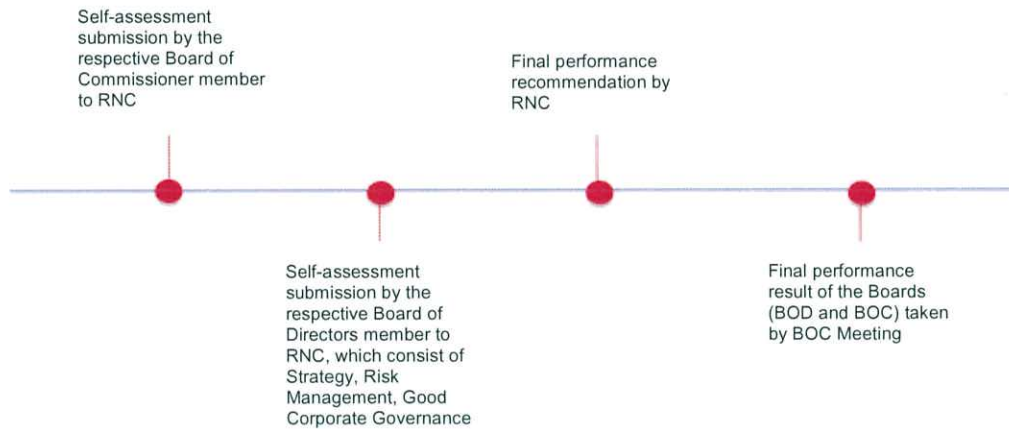 Self-assessment
submission by the
respective Board of
Commissioner member
to RNC
Self-assessment
submission by the
respective Board of
Directors member to
RNC, which consist of
Strategy, Risk
Management, Good
Corporate Governance
Final performance
recommendation by
RNC
Final performance
result of the Boards
(BOD and BOC) taken
by BOC Meeting